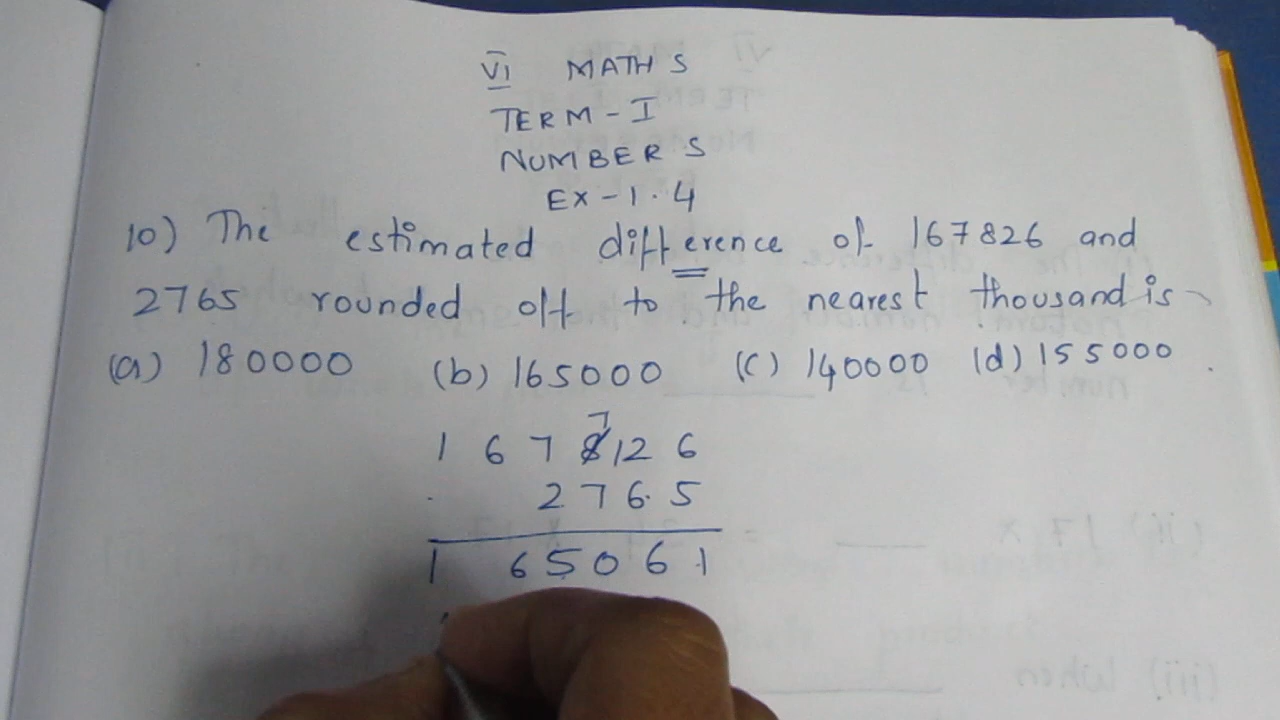 VI MATHS
TERM - I
NUMBERS
EX - 1.4
10) The estimated difference of 167826 and
2765 rounded off to the nearest thousand is
(a) 180000 (b) 165000 (c) 140000 (d) 155000
7
1 6 7 8 12 6
2 7 6 5
1 6 5 0 6 1